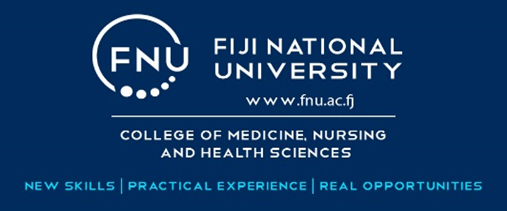 FNU
FIJI NATIONAL
UNIVERSITY
www.fnu.ac.fj
COLLEGE OF MEDICINE, NURSING
AND HEALTH SCIENCES
NEW SKILLS | PRACTICAL EXPERIENCE | REAL OPPORTUNITIES